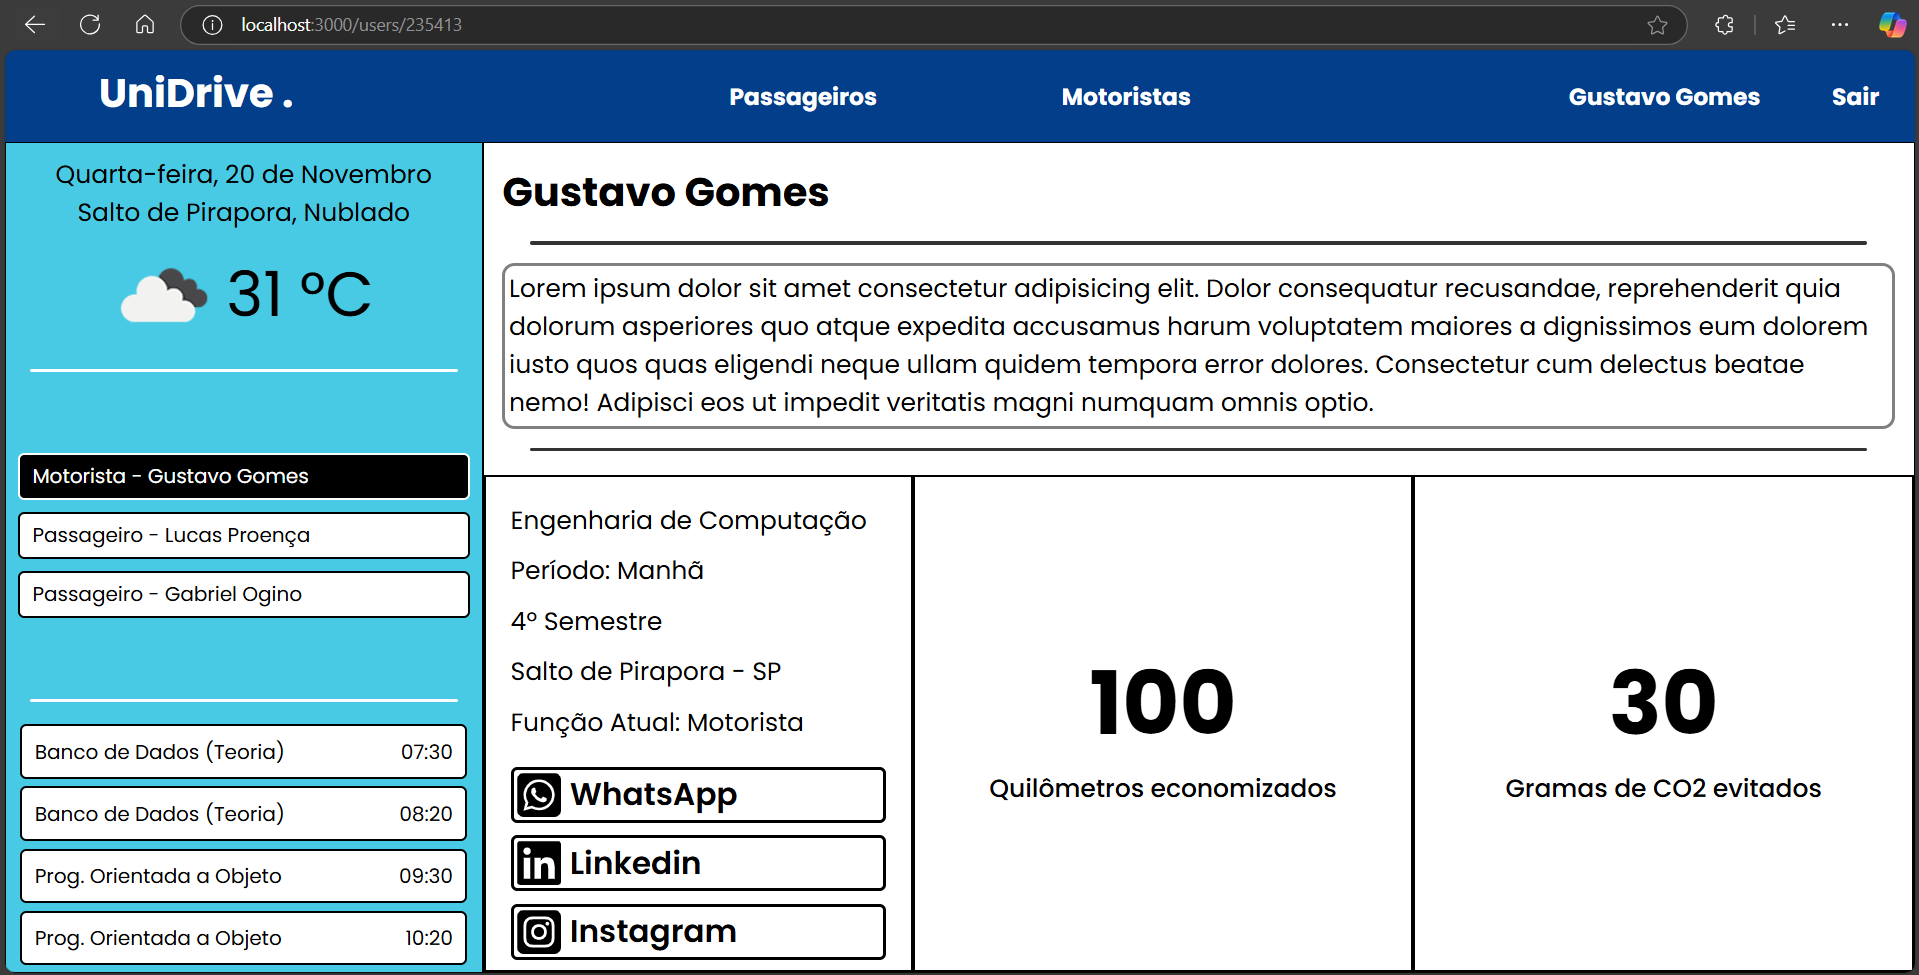 localhost:3000/users/235413
UniDrive .
Passageiros
Motoristas
Gustavo Gomes
Sair
Quarta-feira, 20 de Novembro
Salto de Pirapora, Nublado
31 ºC
Motorista - Gustavo Gomes
Passageiro - Lucas Proença
Passageiro - Gabriel Ogino
Banco de Dados (Teoria) 07:30
Banco de Dados (Teoria) 08:20
Prog. Orientada a Objeto 09:30
Prog. Orientada a Objeto 10:20
Gustavo Gomes
Lorem ipsum dolor sit amet consectetur adipisicing elit. Dolor consequatur recusandae, reprehenderit quia
dolorum asperiores quo atque expedita accusamus harum voluptatem maiores a dignissimos eum dolorem
iusto quos quas eligendi neque ullam quidem tempora error dolores. Consectetur cum delectus beatae
nemo! Adipisci eos ut impedit veritatis magni numquam omnis optio.
Engenharia de Computação
Período: Manhã
4º Semestre
Salto de Pirapora - SP
Função Atual: Motorista
WhatsApp
in Linkedin
Instagram
100
Quilômetros economizados
30
Gramas de CO2 evitados